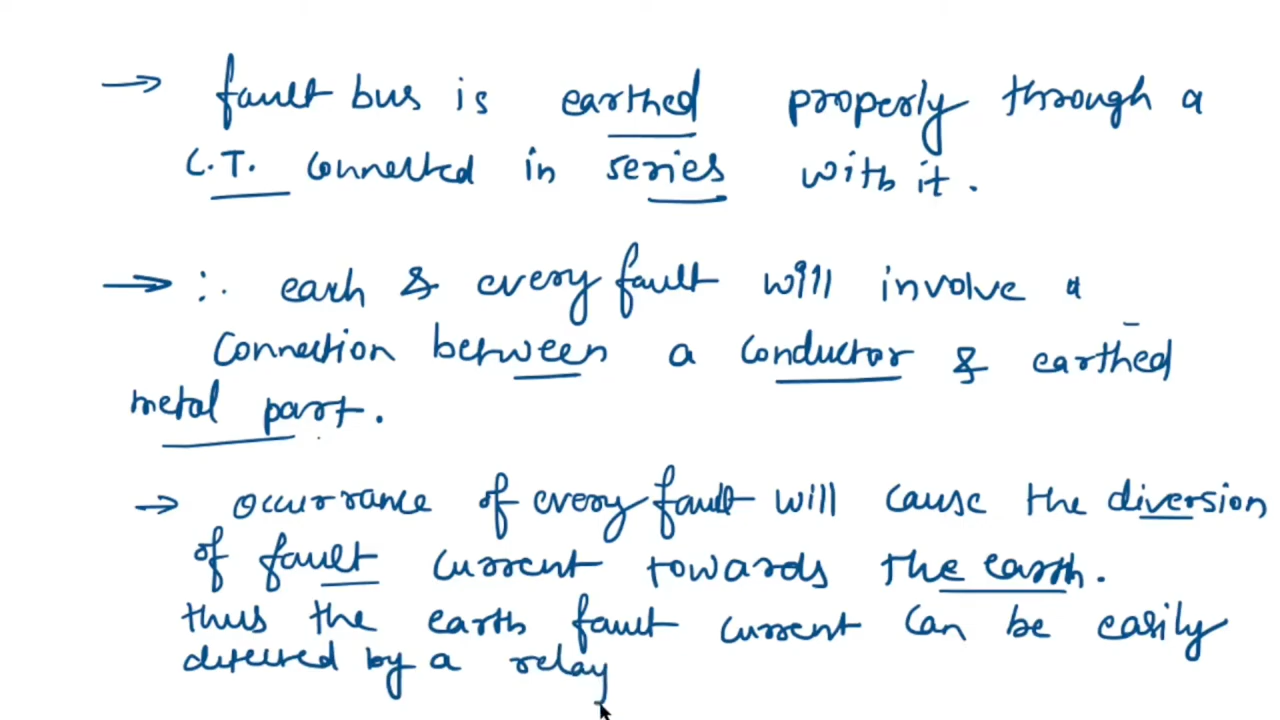 → fault bus is earthed properly through a
C.T. connected in series with it.
→ ∴ each & every fault will involve a
connection between a conductor & earthed
metal part.
→ occurrance of every fault will cause the diversion
of fault current towards the earth.
thus the earth fault current can be easily
detected by a relay